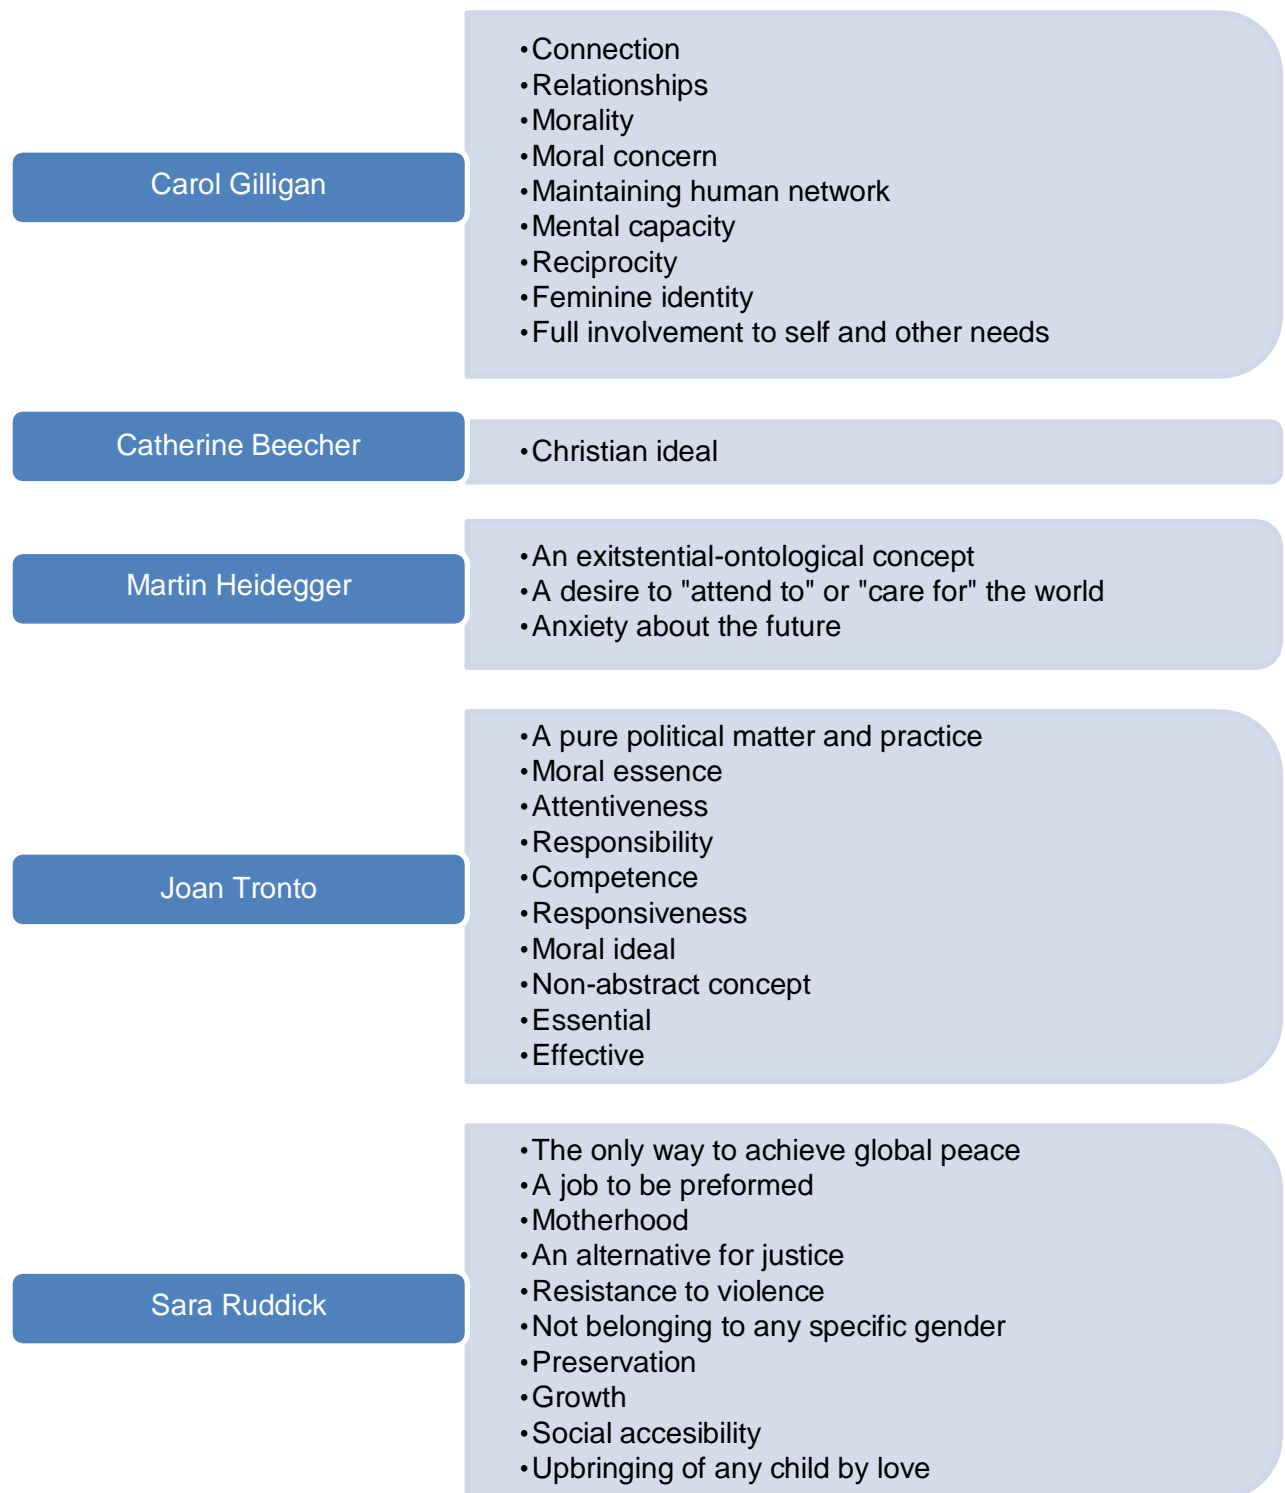 Carol Gilligan
•Connection
•Relationships
•Morality
•Moral concern
•Maintaining human network
•Mental capacity
•Reciprocity
•Feminine identity
•Full involvement to self and other needs
Catherine Beecher
•Christian ideal
Martin Heidegger
•An exitstential-ontological concept
•A desire to "attend to" or "care for" the world
•Anxiety about the future
Joan Tronto
•A pure political matter and practice
•Moral essence
•Attentiveness
•Responsibility
•Competence
•Responsiveness
•Moral ideal
•Non-abstract concept
•Essential
•Effective
Sara Ruddick
•The only way to achieve global peace
•A job to be preformed
•Motherhood
•An alternative for justice
•Resistance to violence
•Not belonging to any specific gender
•Preservation
•Growth
•Social accesibility
•Upbringing of any child by love